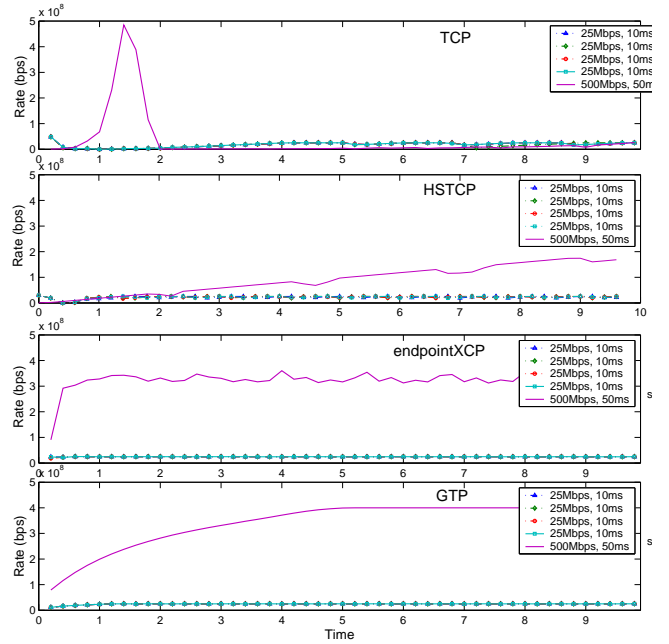 x 10^8
TCP
Rate (bps)
5
4
3
2
1
0
0 1 2 3 4 5 6 7 8 9
25Mbps, 10ms
25Mbps, 10ms
25Mbps, 10ms
25Mbps, 10ms
500Mbps, 50ms
x 10^8
HSTCP
Rate (bps)
5
4
3
2
1
0
0 1 2 3 4 5 6 7 8 9 10
25Mbps, 10ms
25Mbps, 10ms
25Mbps, 10ms
25Mbps, 10ms
500Mbps, 50ms
x 10^8
endpointXCP
Rate (bps)
5
4
3
2
1
0
0 1 2 3 4 5 6 7 8 9
25Mbps, 10ms
25Mbps, 10ms
25Mbps, 10ms
25Mbps, 10ms
500Mbps, 50ms
s
x 10^8
GTP
Rate (bps)
5
4
3
2
1
0
0 1 2 3 4 5 6 7 8 9
25Mbps, 10ms
25Mbps, 10ms
25Mbps, 10ms
25Mbps, 10ms
500Mbps, 50ms
s
Time